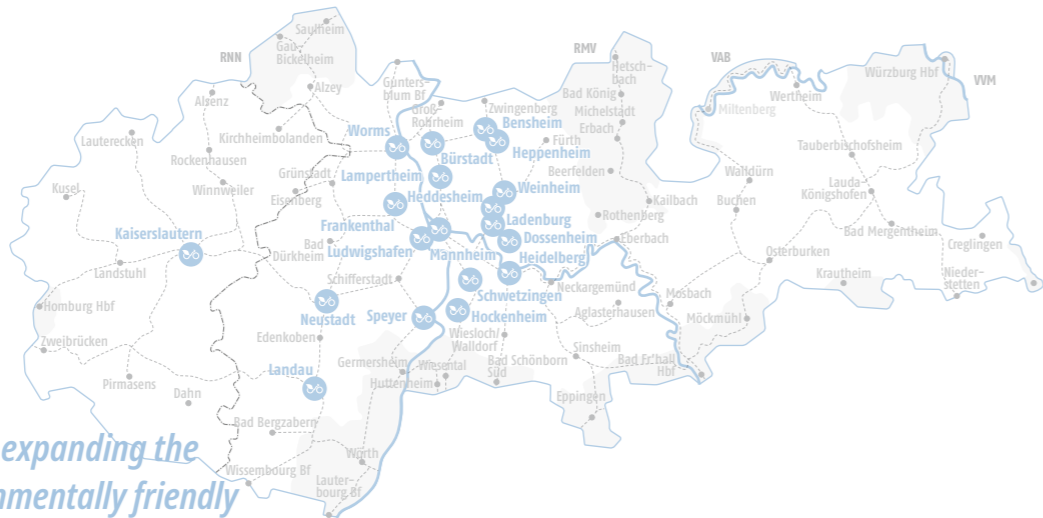 Saulheim
Gau-
Bickelheim
RNN
RMV
VAB
VVM
Hetsch-
bach
Würzburg Hbf
Alsenz
Alzey
Gunters-
blum Bf
Groß-
Rohrheim
Zwingenberg
Bad König
Michelstadt
Wertheim
Miltenberg
Lauterecken
Kirchheimbolanden
Worms
Bensheim
Erbach
Fürth
Heppenheim
Tauberbischofsheim
Rockenhausen
Bürstadt
Grünstadt
Lampertheim
Beerfelden
Walldürn
Kusel
Winnweiler
Eisenberg
Heddesheim
Weinheim
Kailbach
Lauda-
Königshofen
Buchen
Rothenberg
Frankenthal
Ladenburg
Kaiserslautern
Bad
Dürkheim
Ludwigshafen
Mannheim
Dossenheim
Eberbach
Bad Mergentheim
Creglingen
Heidelberg
Osterburken
Landstuhl
Schifferstadt
Neckargemünd
Krautheim
Nieder-
stetten
Homburg Hbf
Schwetzingen
Mosbach
Neustadt
Speyer
Hockenheim
Aglasterhausen
Möckmühl
Zweibrücken
Edenkoben
Wiesloch/
Walldorf
Sinsheim
Landau
Germersheim
Wiesental
Bad Schönborn
Süd
Bad Fr'hall
Hbf
Pirmasens
Huttenheim
Dahn
Eppingen
Bad Bergzabern
expanding the
Wörth
Wissembourg Bf
Lauter-
bourg Bf
nmentally friendly